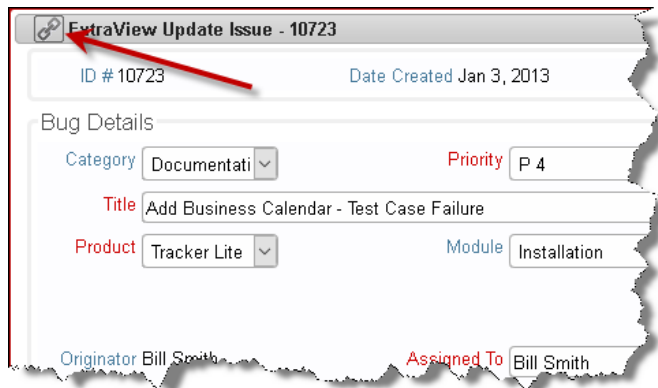 ExtraView Update Issue - 10723
ID # 10723 Date Created Jan 3, 2013
Bug Details
Category Documentati Priority P 4
Title Add Business Calendar - Test Case Failure
Product Tracker Lite Module Installation
Originator Bill Smith Assigned To Bill Smith